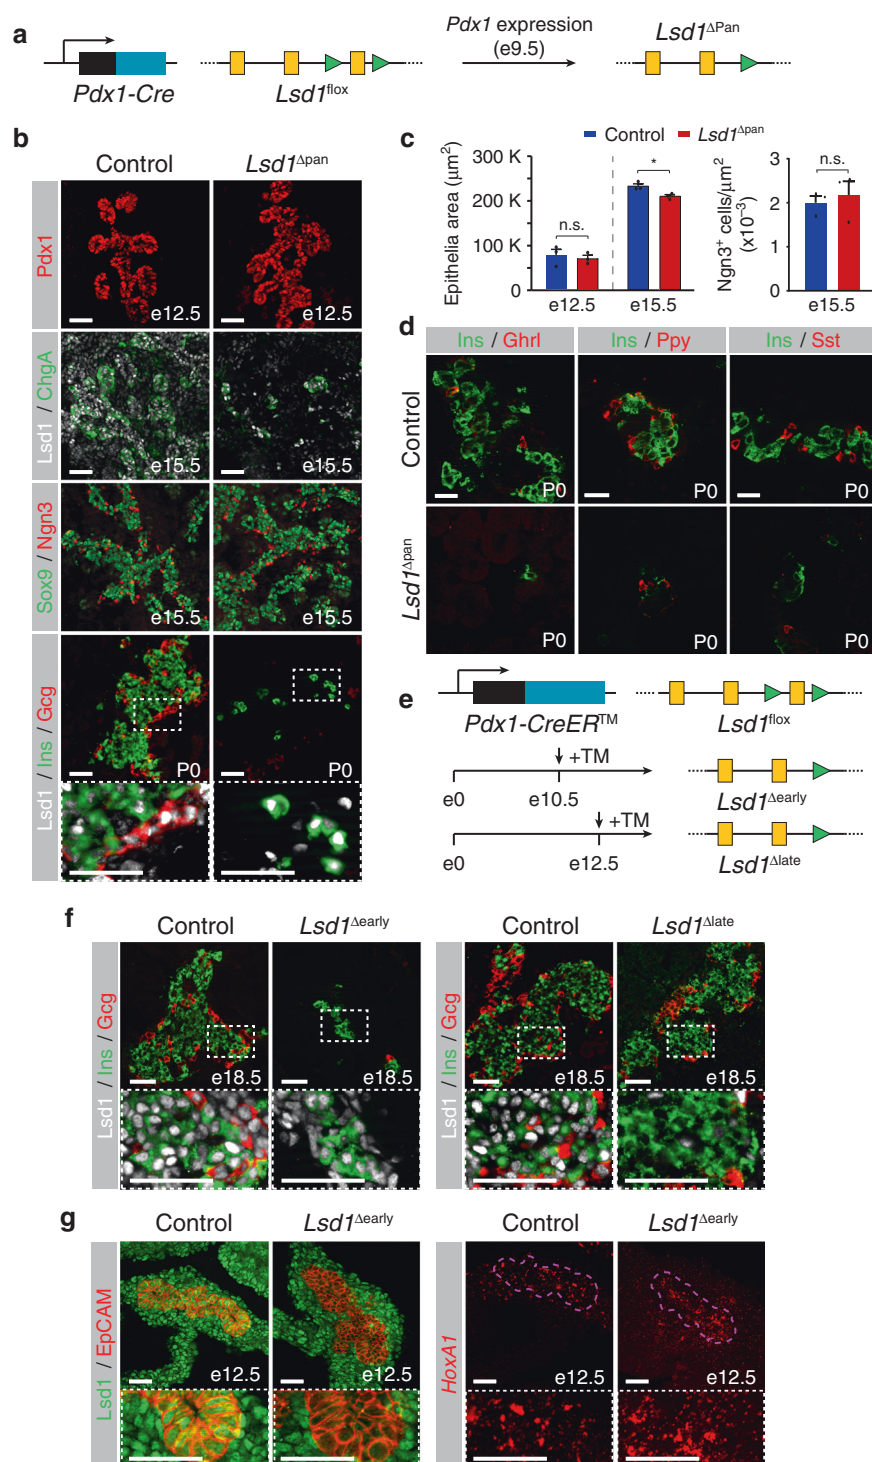 a
Pdx1-Cre
Lsd1flox
Pdx1 expression
(e9.5)
Lsd1ΔPan
b
Control
Lsd1Δpan
Pdx1
e12.5
Lsd1 / ChgA
e15.5
e15.5
Sox9 / Ngn3
e15.5
e15.5
Lsd1 / Ins / Gcg
P0
P0
c
Control
Lsd1Δpan
Epithelia area (μm2)
300 K
200 K
100 K
0
n.s.
*
e12.5
e15.5
Ngn3+ cells/μm2
(x10−3)
3
2
1
0
n.s.
e15.5
d
Ins / Ghrl
Ins / Ppy
Ins / Sst
Control
P0
P0
P0
Lsd1Δpan
P0
P0
P0
e
Pdx1-CreERTM
Lsd1flox
+TM
e0
e10.5
Lsd1Δearly
+TM
e0
e12.5
Lsd1Δlate
f
Control
Lsd1Δearly
Control
Lsd1Δlate
Lsd1 / Ins / Gcg
e18.5
e18.5
Lsd1 / Ins / Gcg
e18.5
e18.5
g
Control
Lsd1Δearly
Control
Lsd1Δearly
Lsd1 / EpCAM
e12.5
e12.5
HoxA1
e12.5
e12.5